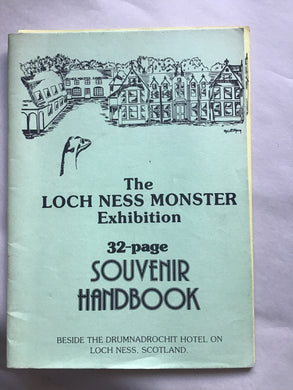 The
LOCH NESS MONSTER
Exhibition
32-page
SOUVENIR
HANDBOOK
BESIDE THE DRUMNADROCHIT HOTEL ON
LOCH NESS, SCOTLAND.